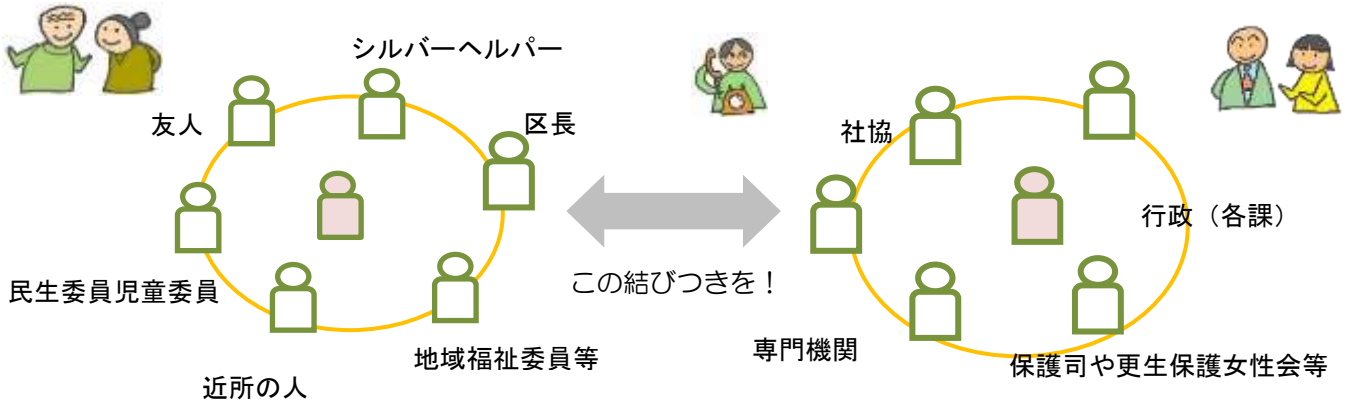 シルバーヘルパー
友人
区長
民生委員児童委員
近所の人
地域福祉委員等
この結びつきを！
社協
行政（各課）
専門機関
保護司や更生保護女性会等